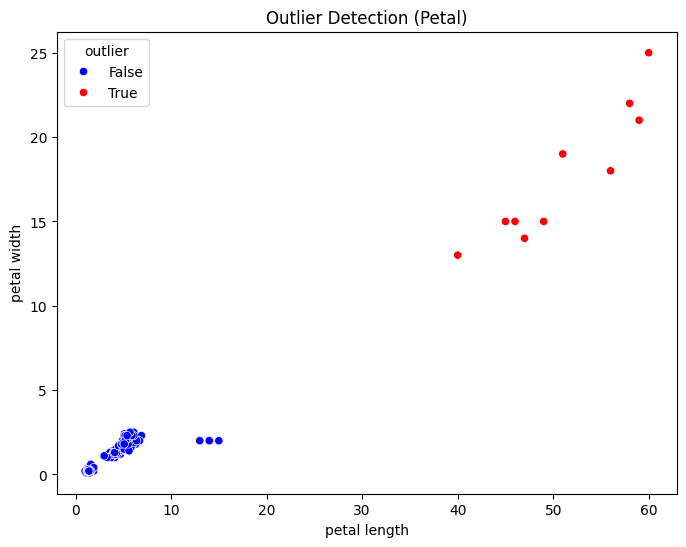 Outlier Detection (Petal)
outlier
False
True
petal width
25
20
15
10
5
0
0 10 20 30 40 50 60
petal length